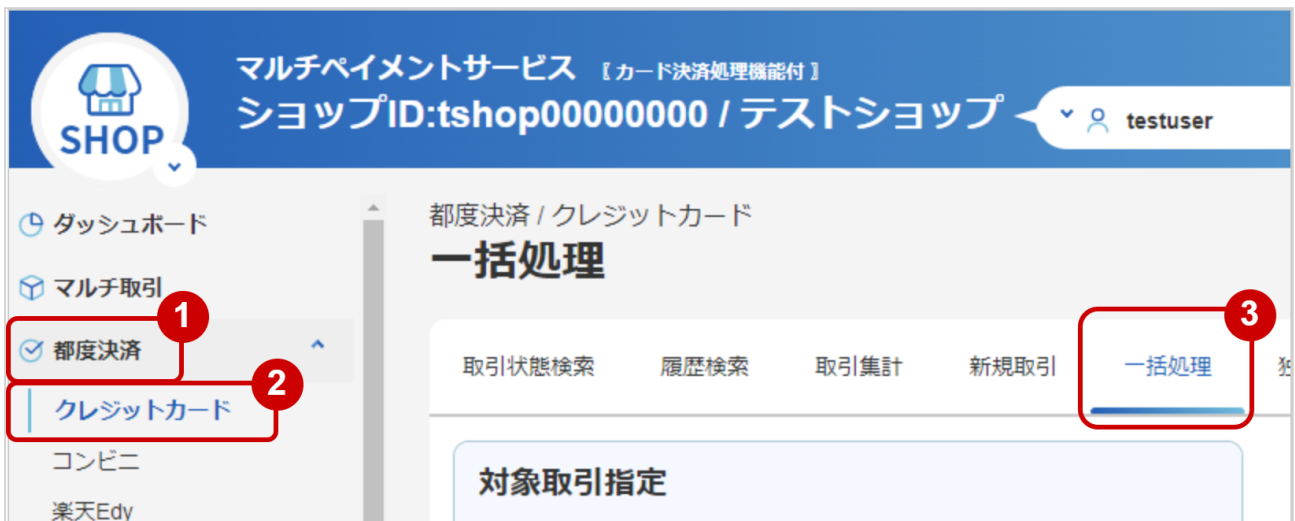 マルチペイメントサービス 〖カード決済処理機能付〗
ショップID:tshop00000000 / テストショップ
testuser
SHOP
ダッシュボード
マルチ取引
1
都度決済
2
クレジットカード
コンビニ
楽天Edy
都度決済 / クレジットカード
一括処理
3
取引状態検索 履歴検索 取引集計 新規取引 一括処理
対象取引指定